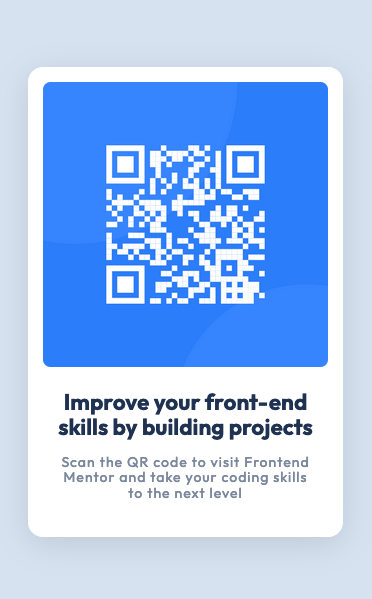 Improve your front-end
skills by building projects
Scan the QR code to visit Frontend
Mentor and take your coding skills
to the next level